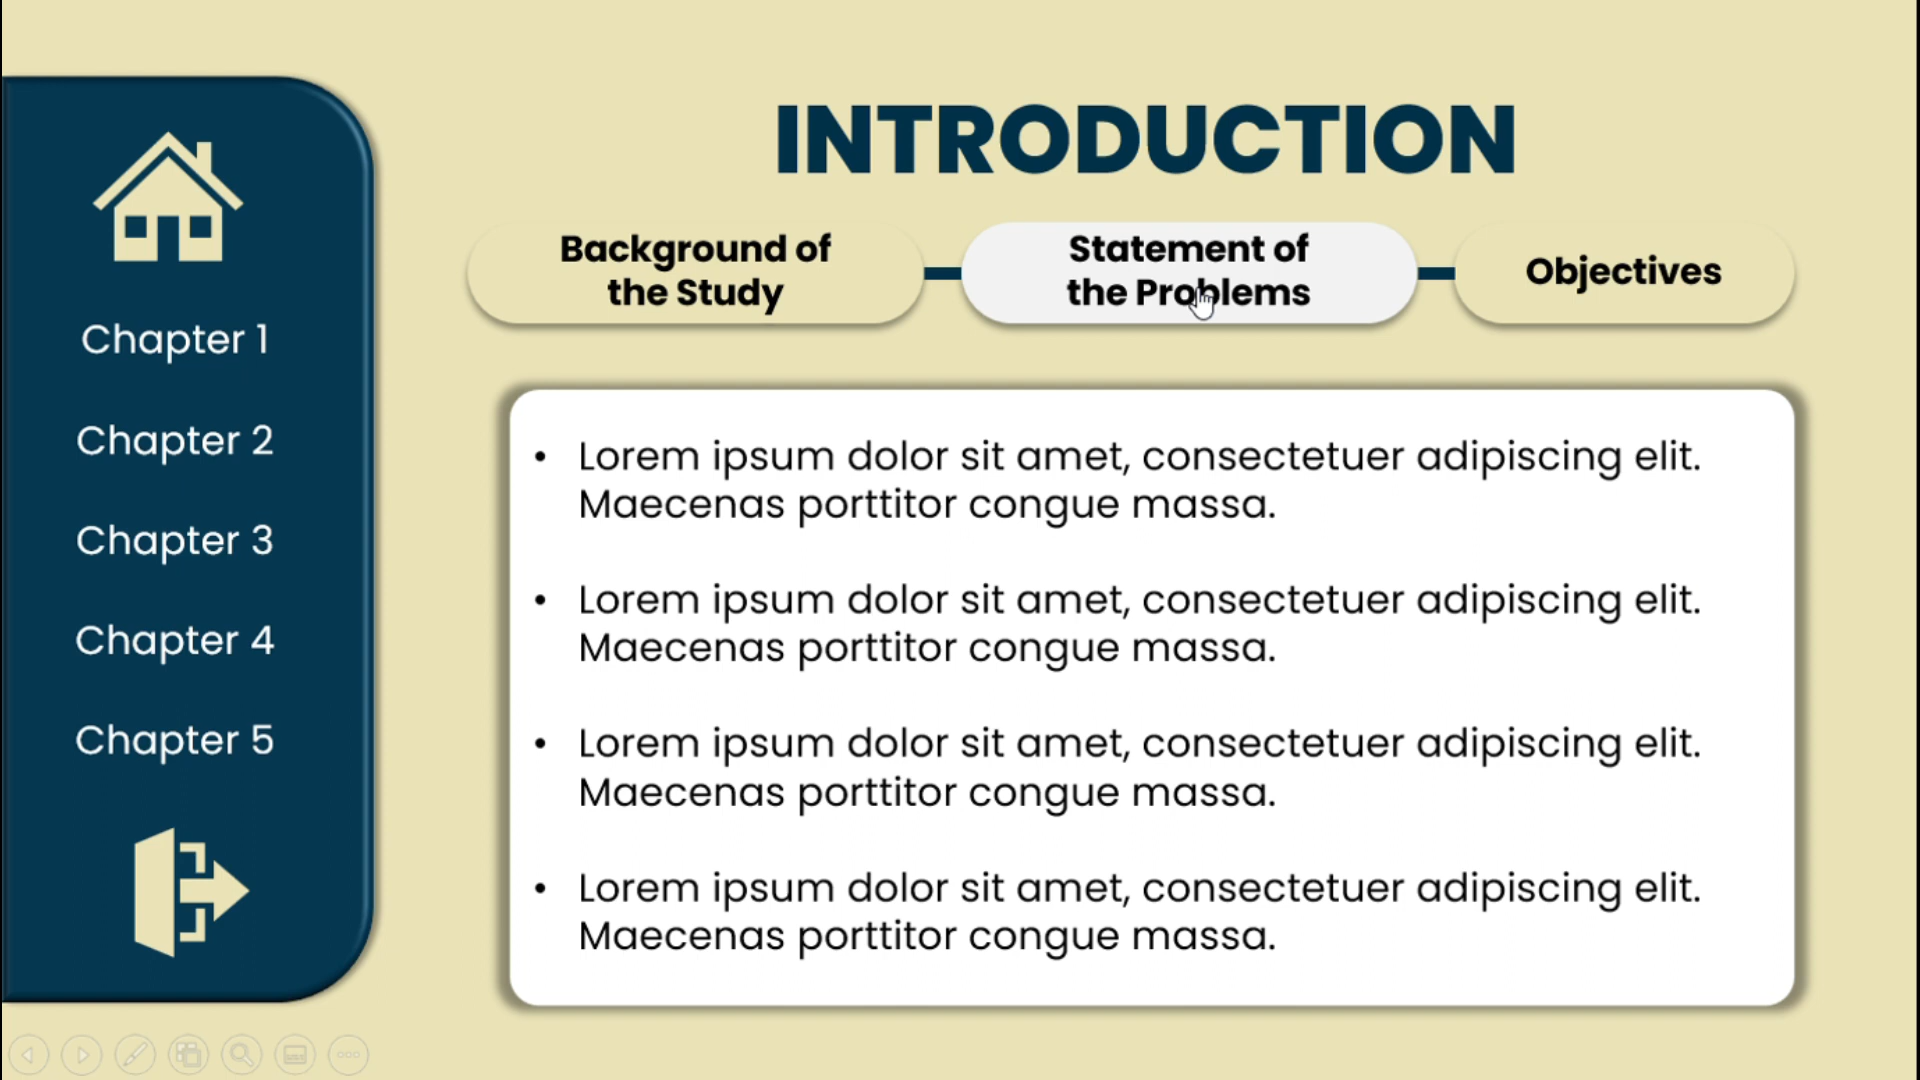 INTRODUCTION
Background of
the Study
Statement of
the Problems
Objectives
Chapter 1
Chapter 2
Chapter 3
Chapter 4
Chapter 5
• Lorem ipsum dolor sit amet, consectetuer adipiscing elit.
Maecenas porttitor congue massa.
• Lorem ipsum dolor sit amet, consectetuer adipiscing elit.
Maecenas porttitor congue massa.
• Lorem ipsum dolor sit amet, consectetuer adipiscing elit.
Maecenas porttitor congue massa.
• Lorem ipsum dolor sit amet, consectetuer adipiscing elit.
Maecenas porttitor congue massa.